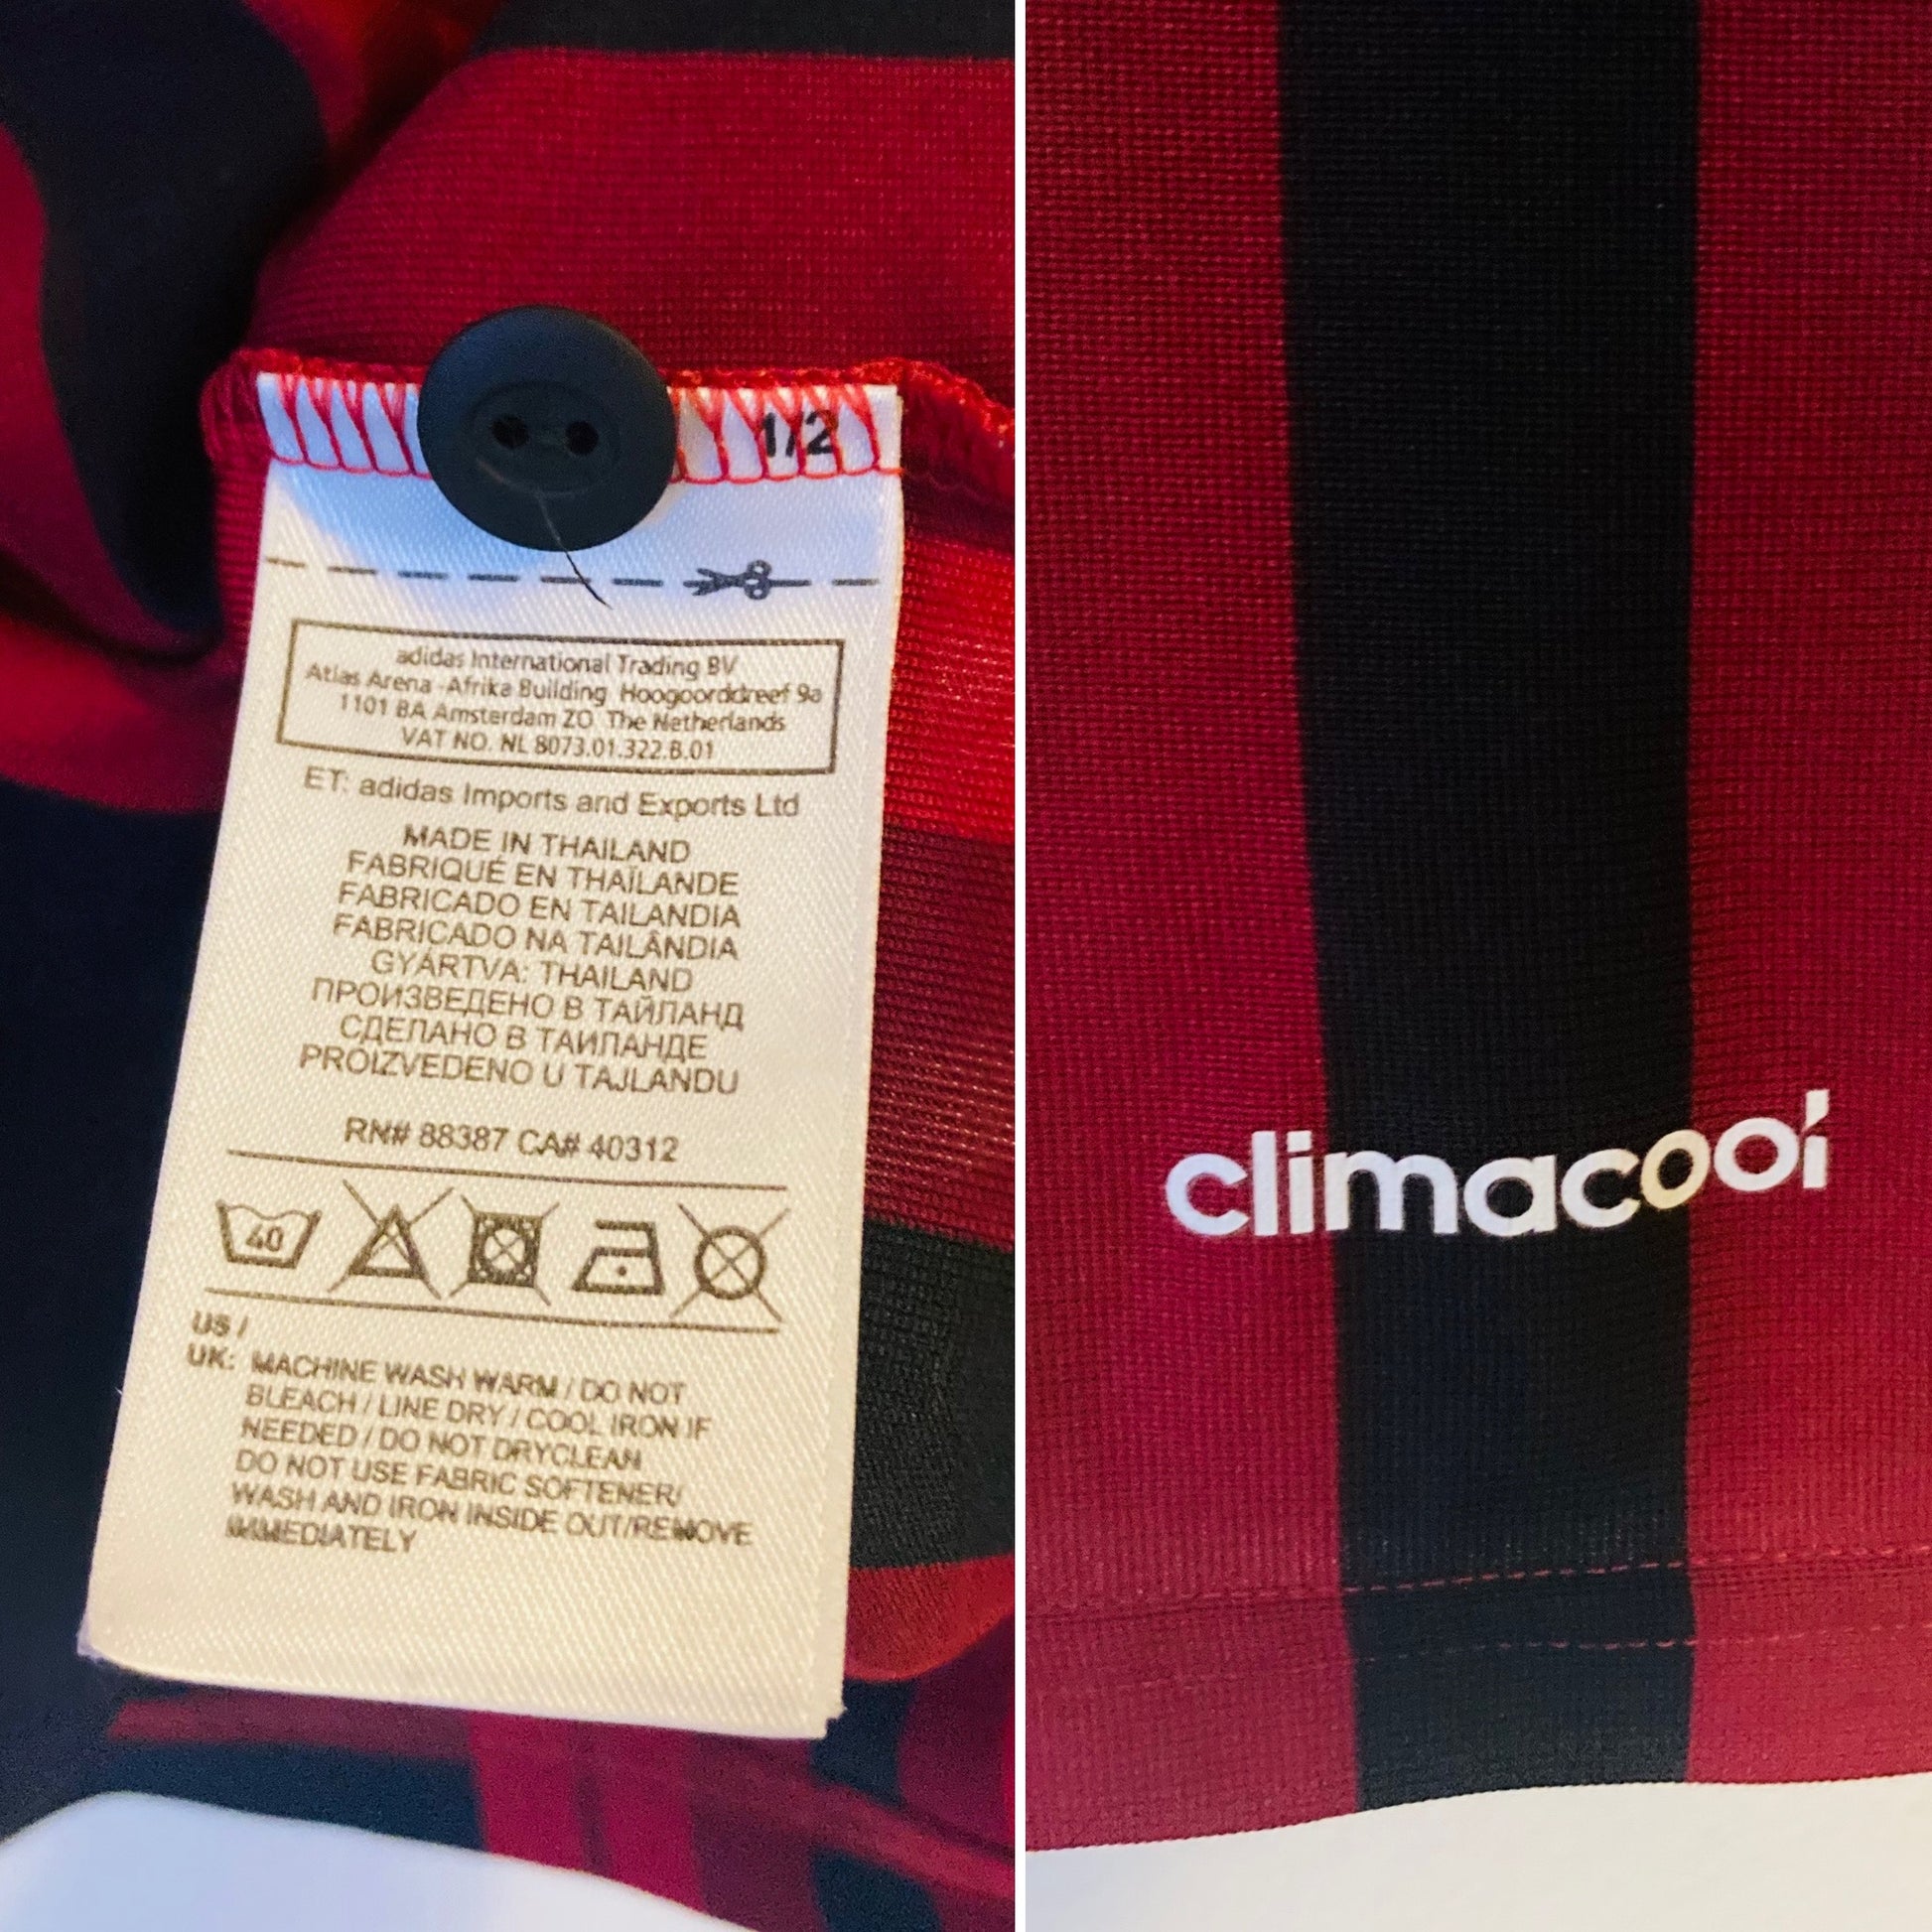 1/2
adidas International Trading BV
Atlas Arena -Afrika Building Hoogoorddreef 9a
1101 BA Amsterdam ZO The Netherlands
VAT NO. NL 8073.01.322.B.01
ET: adidas Imports and Exports Ltd
MADE IN THAILAND
FABRIQUÉ EN THAÏLANDE
FABRICADO EN TAILANDIA
FABRICADO NA TAILÂNDIA
GYÁRTVA: THAILAND
ПРОИЗВЕДЕНО В ТАЙЛАНД
СДЕЛАНО В ТАИЛАНДЕ
PROIZVEDENO U TAJLANDU
RN# 88387 CA# 40312
40
US /
UK: MACHINE WASH WARM / DO NOT
BLEACH / LINE DRY / COOL IRON IF
NEEDED / DO NOT DRYCLEAN
DO NOT USE FABRIC SOFTENER/
WASH AND IRON INSIDE OUT/REMOVE
IMMEDIATELY
climacool